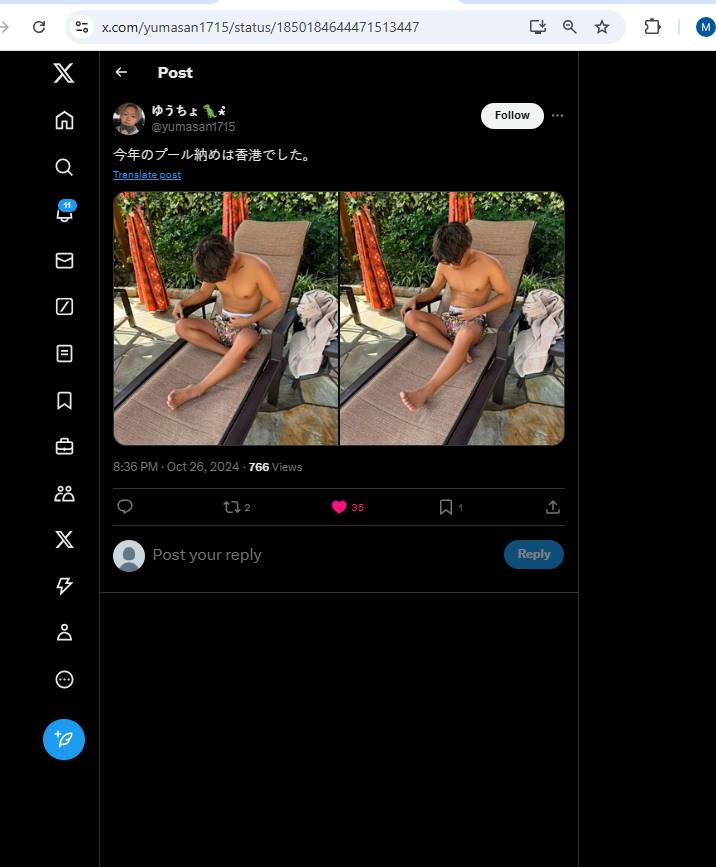 x.com/yumasan1715/status/1850184644471513447
M
Post
ゆうちょ🦖🏃
@yumasan1715
Follow
今年のプール納めは香港でした。
Translate post
11
8:36 PM · Oct 26, 2024 · 766 Views
2
35
1
Post your reply
Reply